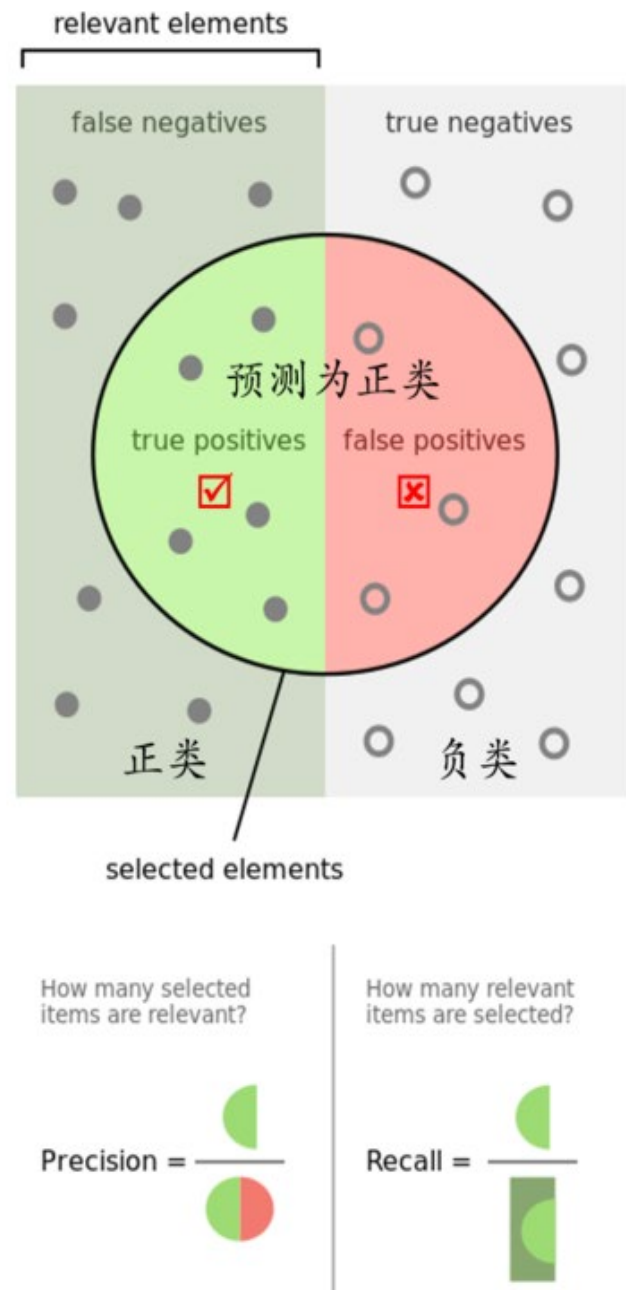 relevant elements
false negatives
true negatives
预测为正类
true positives
false positives
正类
负类
selected elements
How many selected
items are relevant?
How many relevant
items are selected?
Precision =
Recall =